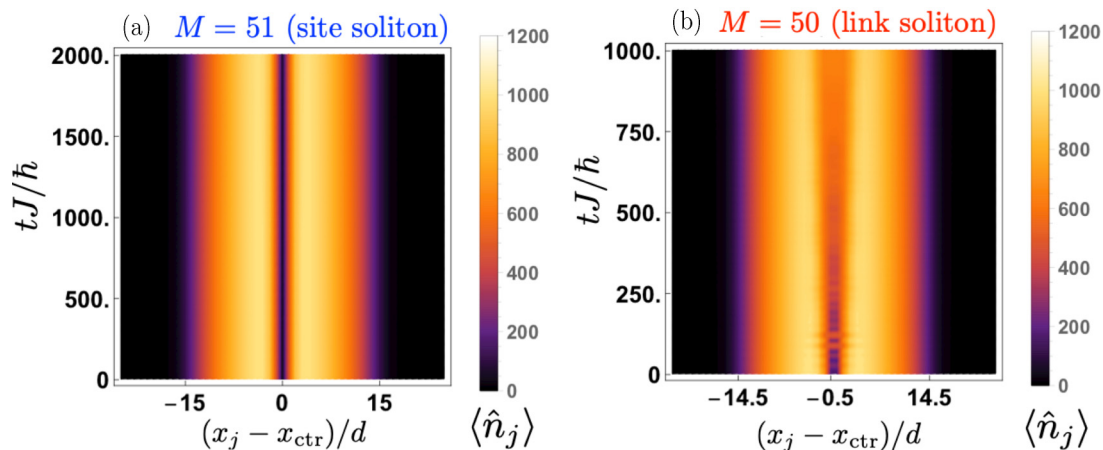 (a) M = 51 (site soliton)
2000.
1500.
1000.
500.
0
tJ/ħ
−15 0 15
(x_j − x_ctr)/d
1200
1000
800
600
400
200
0
⟨n̂_j⟩
(b) M = 50 (link soliton)
1000.
750.
500.
250.
0
tJ/ħ
−14.5 −0.5 14.5
(x_j − x_ctr)/d
1200
1000
800
600
400
200
0
⟨n̂_j⟩